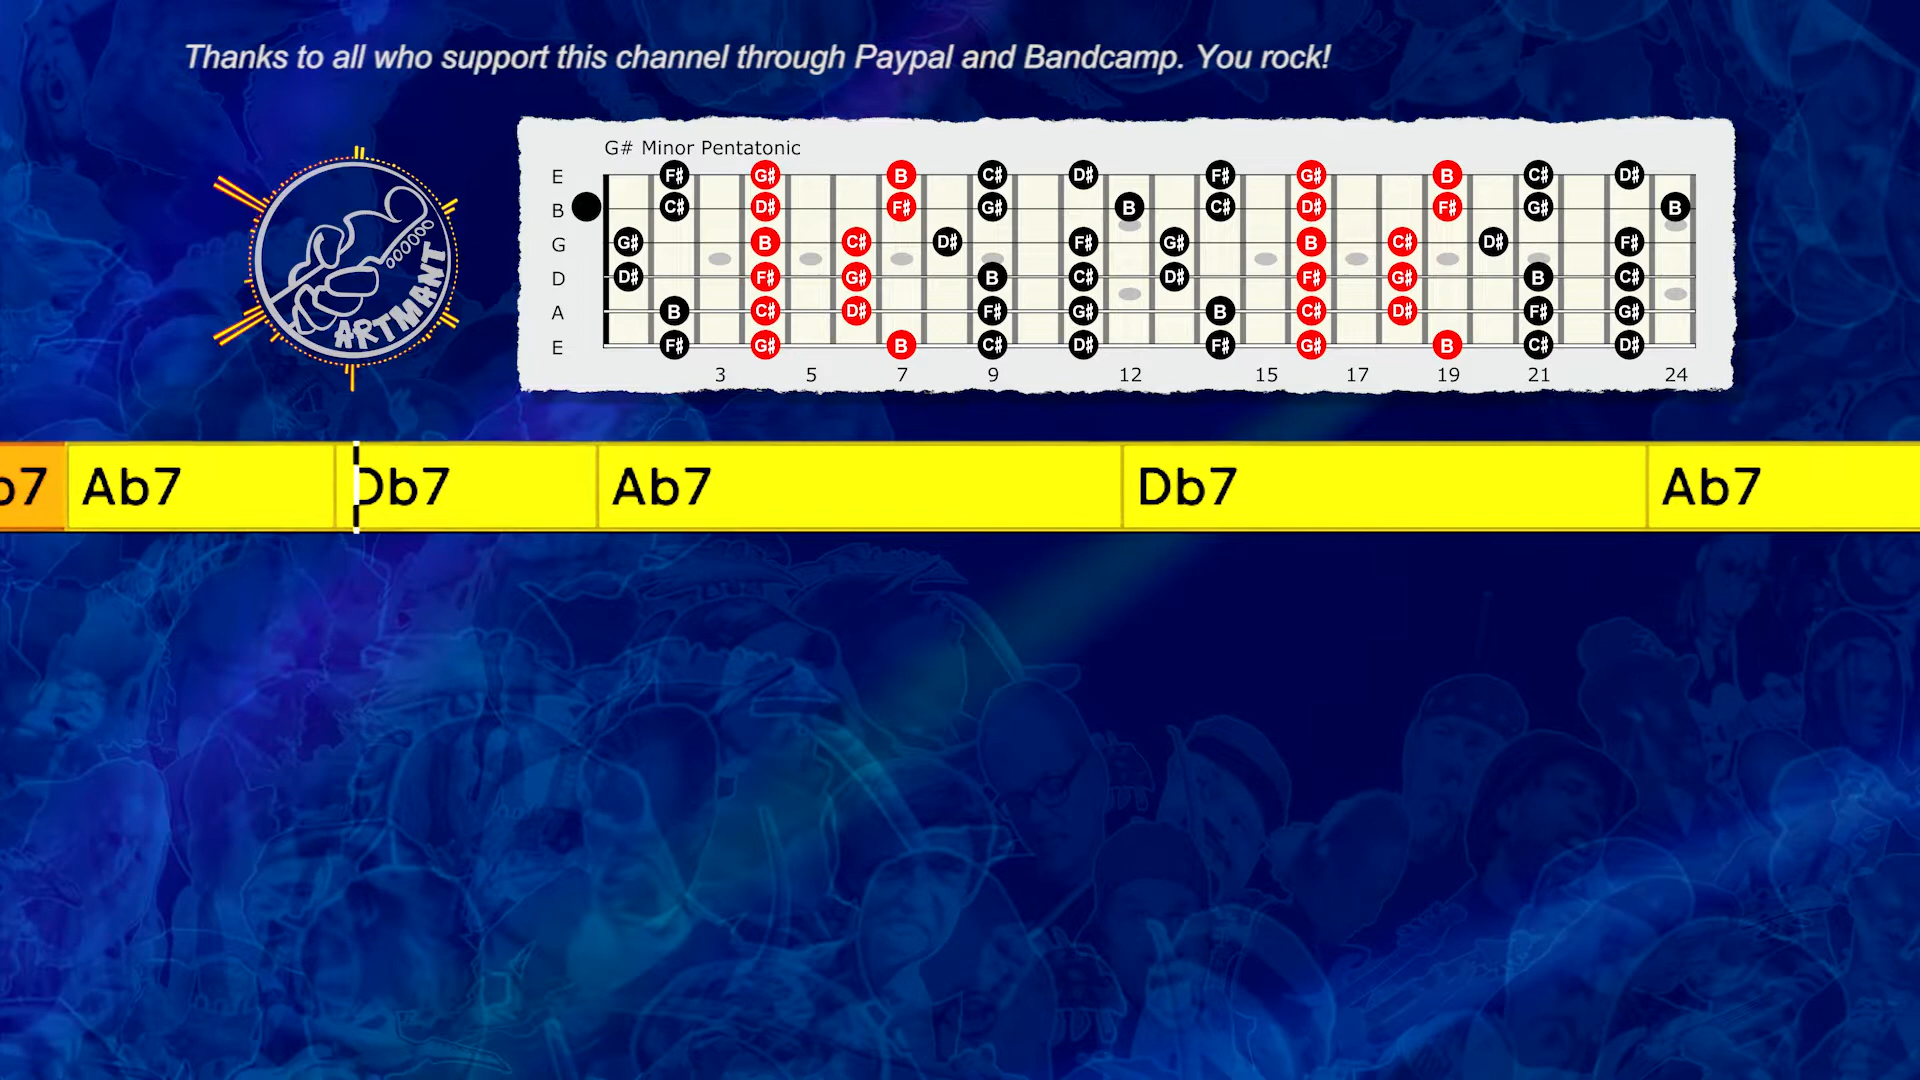 Thanks to all who support this channel through Paypal and Bandcamp. You rock!
ARTMANT
G# Minor Pentatonic
E F# G# B C# D# F# G# B C# D#
B C# D# F# G# B C# D# F# G# B
G G# B C# D# F# G# B C# D# F#
D D# F# G# B C# D# F# G# B C#
A B C# D# F# G# B C# D# F# G#
E F# G# B C# D# F# G# B C# D#
3 5 7 9 12 15 17 19 21 24
b7 Ab7 Db7 Ab7 Db7 Ab7